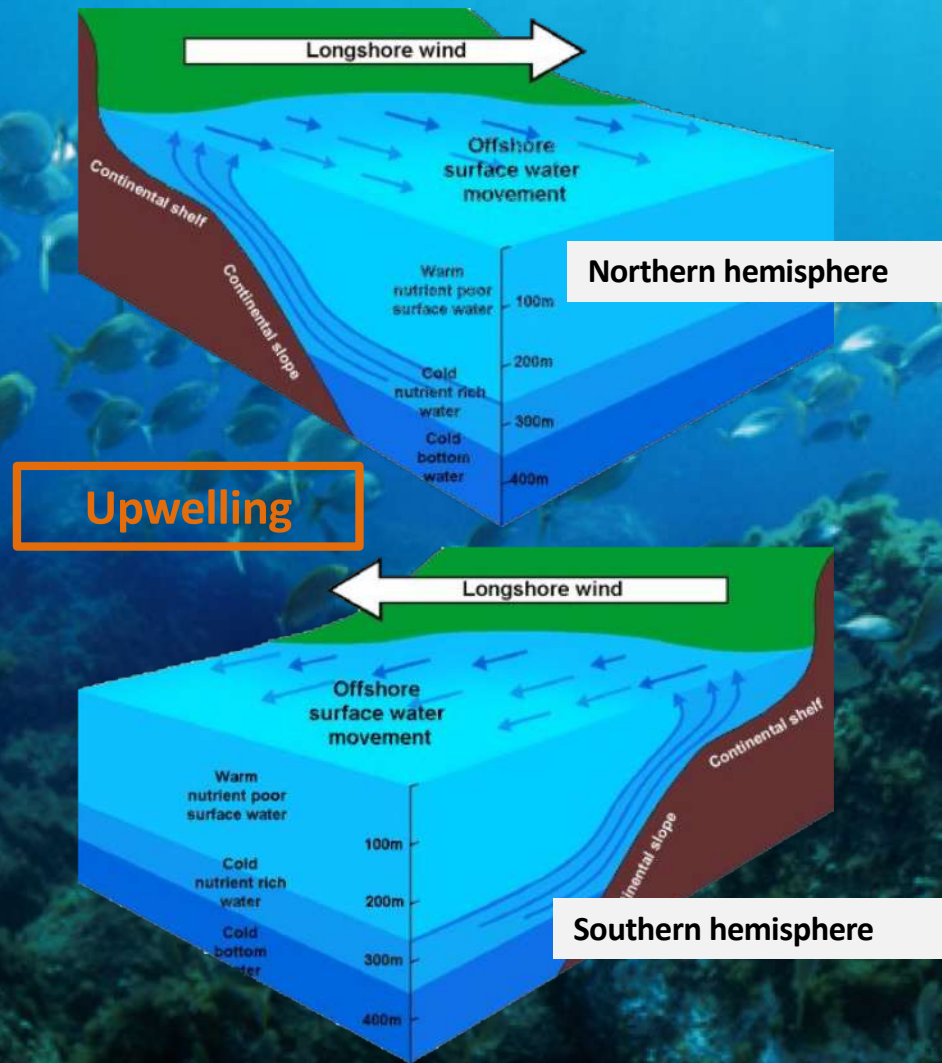 Longshore wind
Offshore
surface water
movement
Continental shelf
Continental slope
Warm
nutrient poor
surface water
100m
200m
Cold
nutrient rich
water
300m
Cold
bottom
water
400m
Northern hemisphere
Upwelling
Longshore wind
Offshore
surface water
movement
Continental shelf
slope
Warm
nutrient poor
surface water
100m
Cold
nutrient rich
water
200m
Cold
bottom
300m
400m
Southern hemisphere